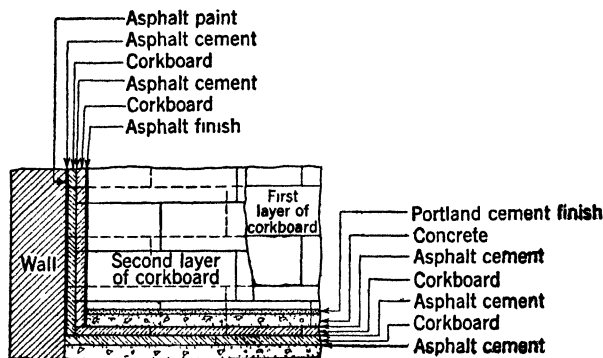 Asphalt paint
Asphalt cement
Corkboard
Asphalt cement
Corkboard
Asphalt finish
Wall
First
layer of
corkboard
Second layer
of corkboard
Portland cement finish
Concrete
Asphalt cement
Corkboard
Asphalt cement
Corkboard
Asphalt cement